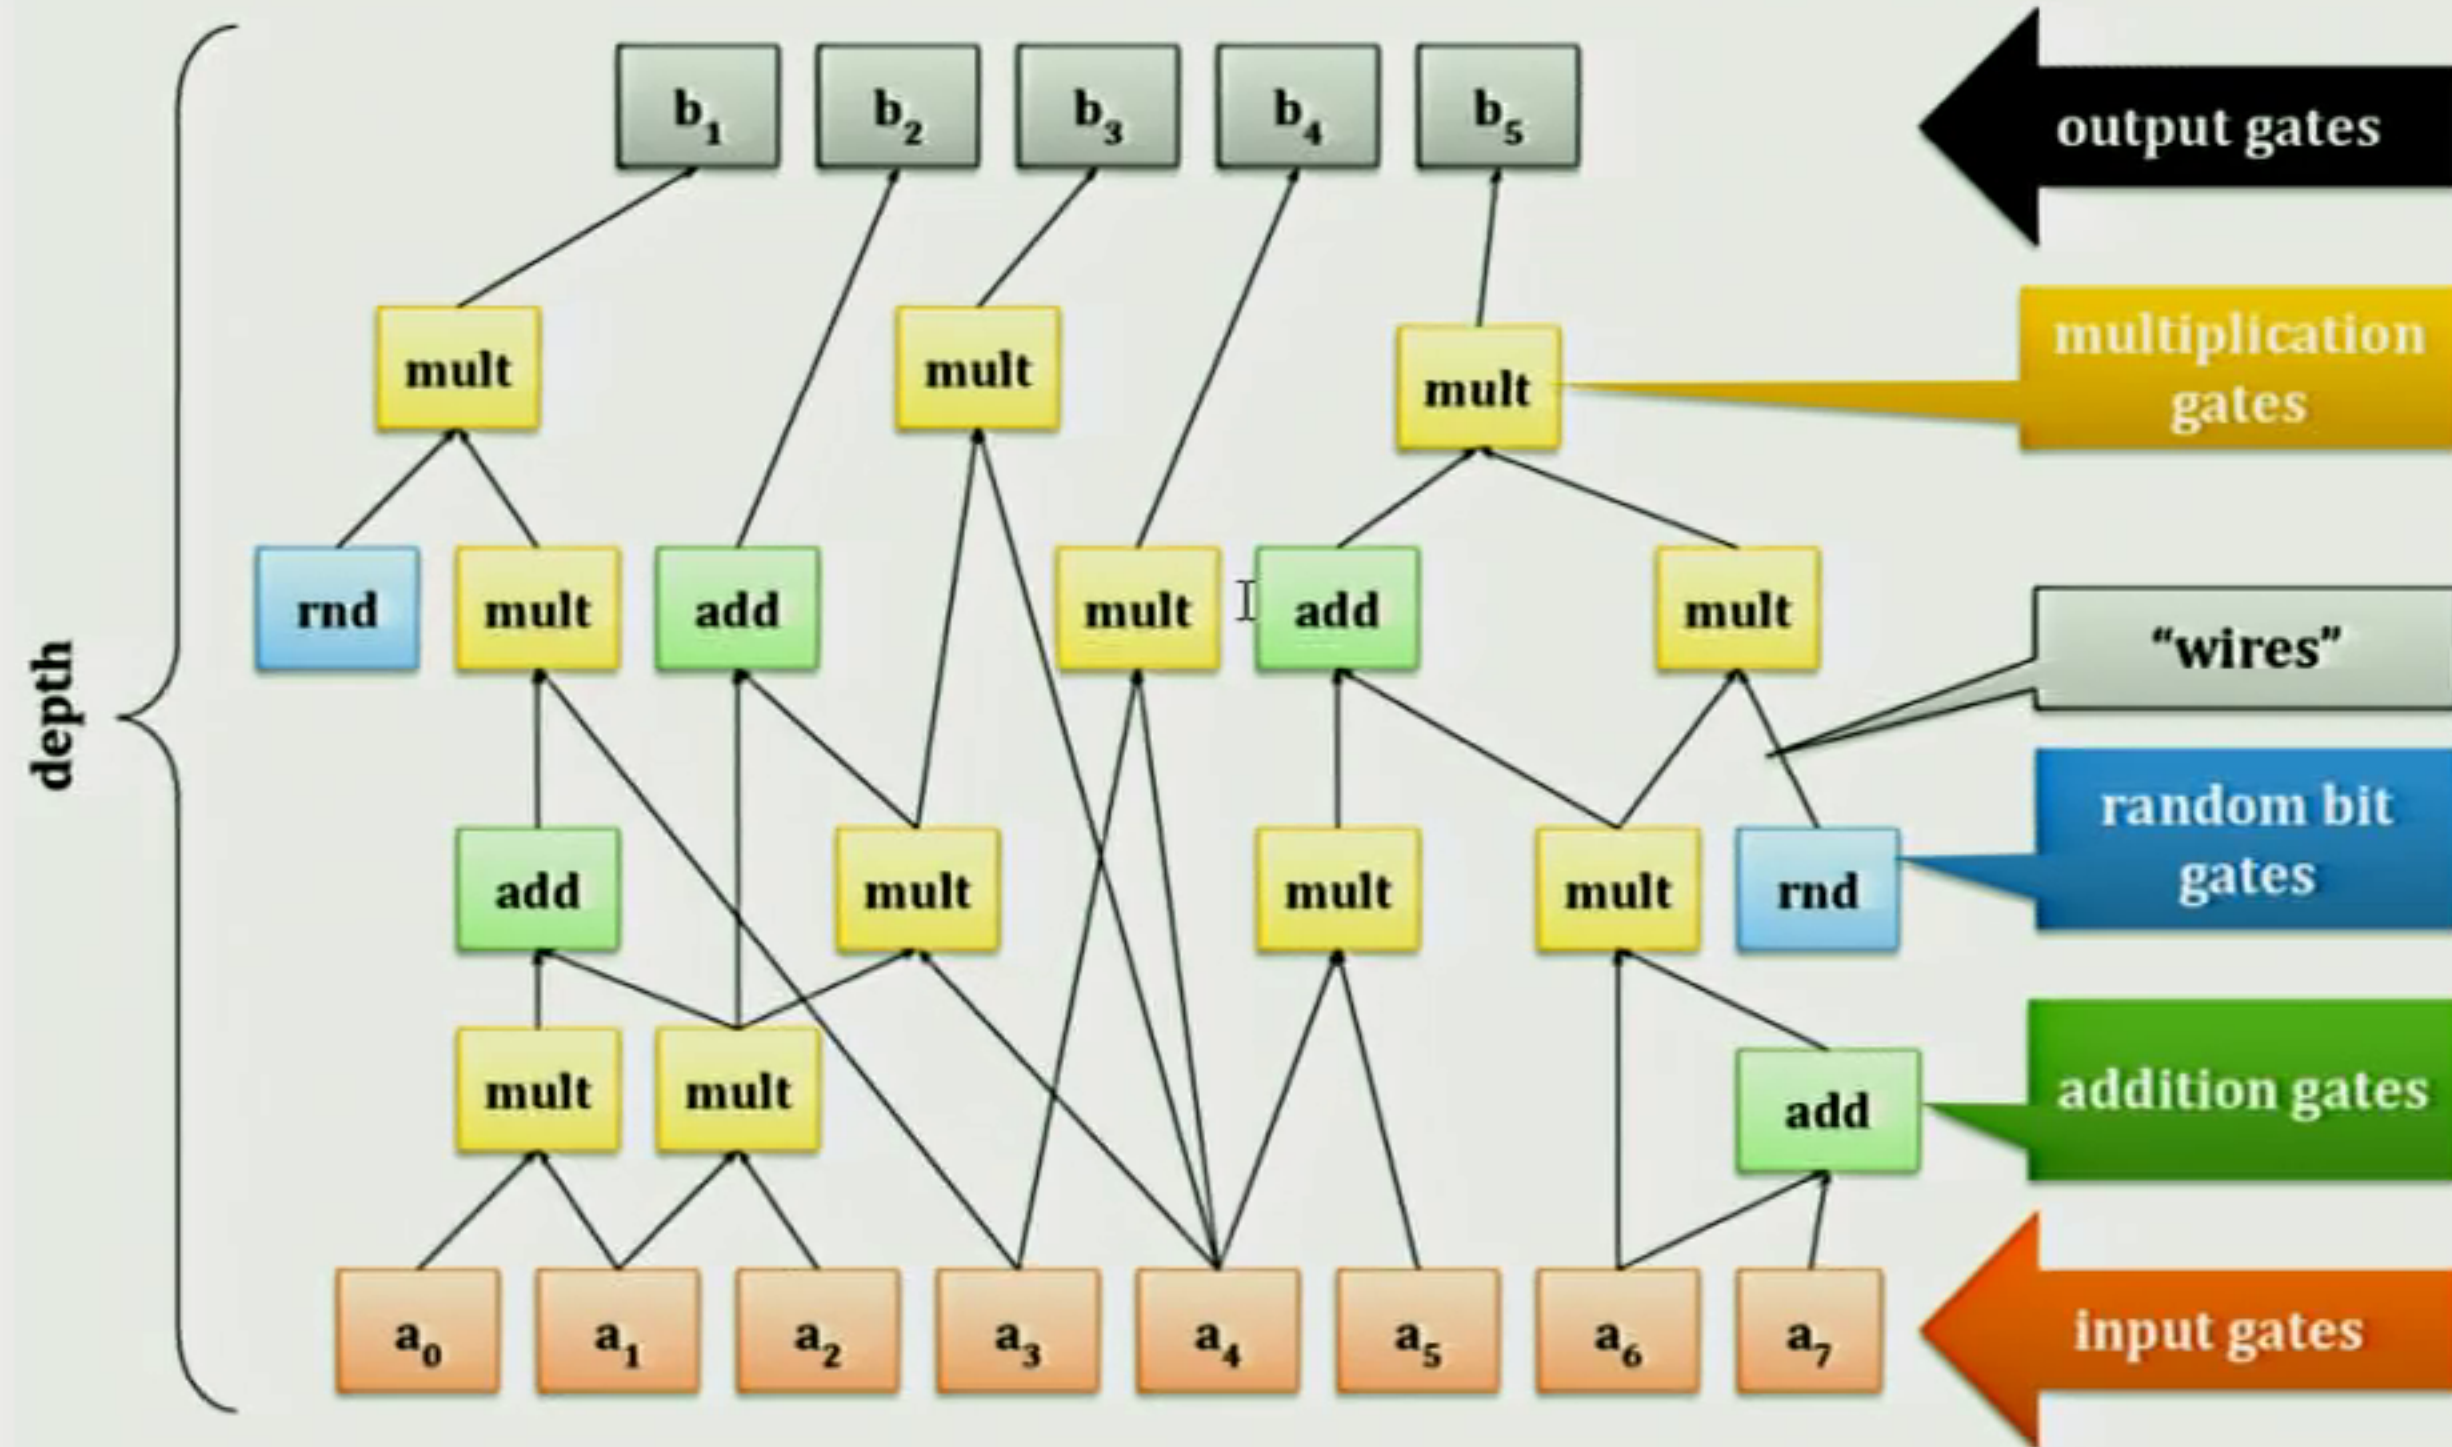 b1 b2 b3 b4 b5
output gates
mult mult mult
multiplication
gates
rnd mult add mult add mult
“wires”
depth
add mult mult mult rnd
random bit
gates
mult mult add
addition gates
a0 a1 a2 a3 a4 a5 a6 a7
input gates